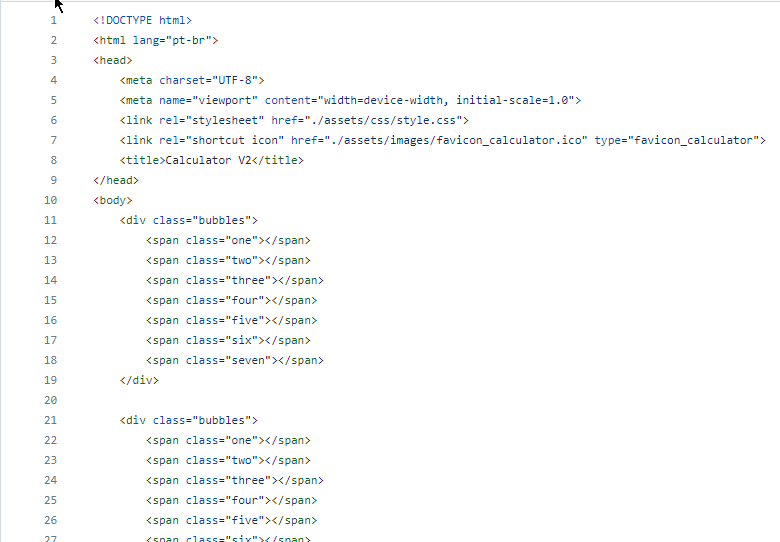 1 <!DOCTYPE html>
2 <html lang="pt-br">
3 <head>
4 <meta charset="UTF-8">
5 <meta name="viewport" content="width=device-width, initial-scale=1.0">
6 <link rel="stylesheet" href="./assets/css/style.css">
7 <link rel="shortcut icon" href="./assets/images/favicon_calculator.ico" type="favicon_calculator">
8 <title>Calculator V2</title>
9 </head>
10 <body>
11 <div class="bubbles">
12 <span class="one"></span>
13 <span class="two"></span>
14 <span class="three"></span>
15 <span class="four"></span>
16 <span class="five"></span>
17 <span class="six"></span>
18 <span class="seven"></span>
19 </div>
20
21 <div class="bubbles">
22 <span class="one"></span>
23 <span class="two"></span>
24 <span class="three"></span>
25 <span class="four"></span>
26 <span class="five"></span>
27 <span class="six"></span>